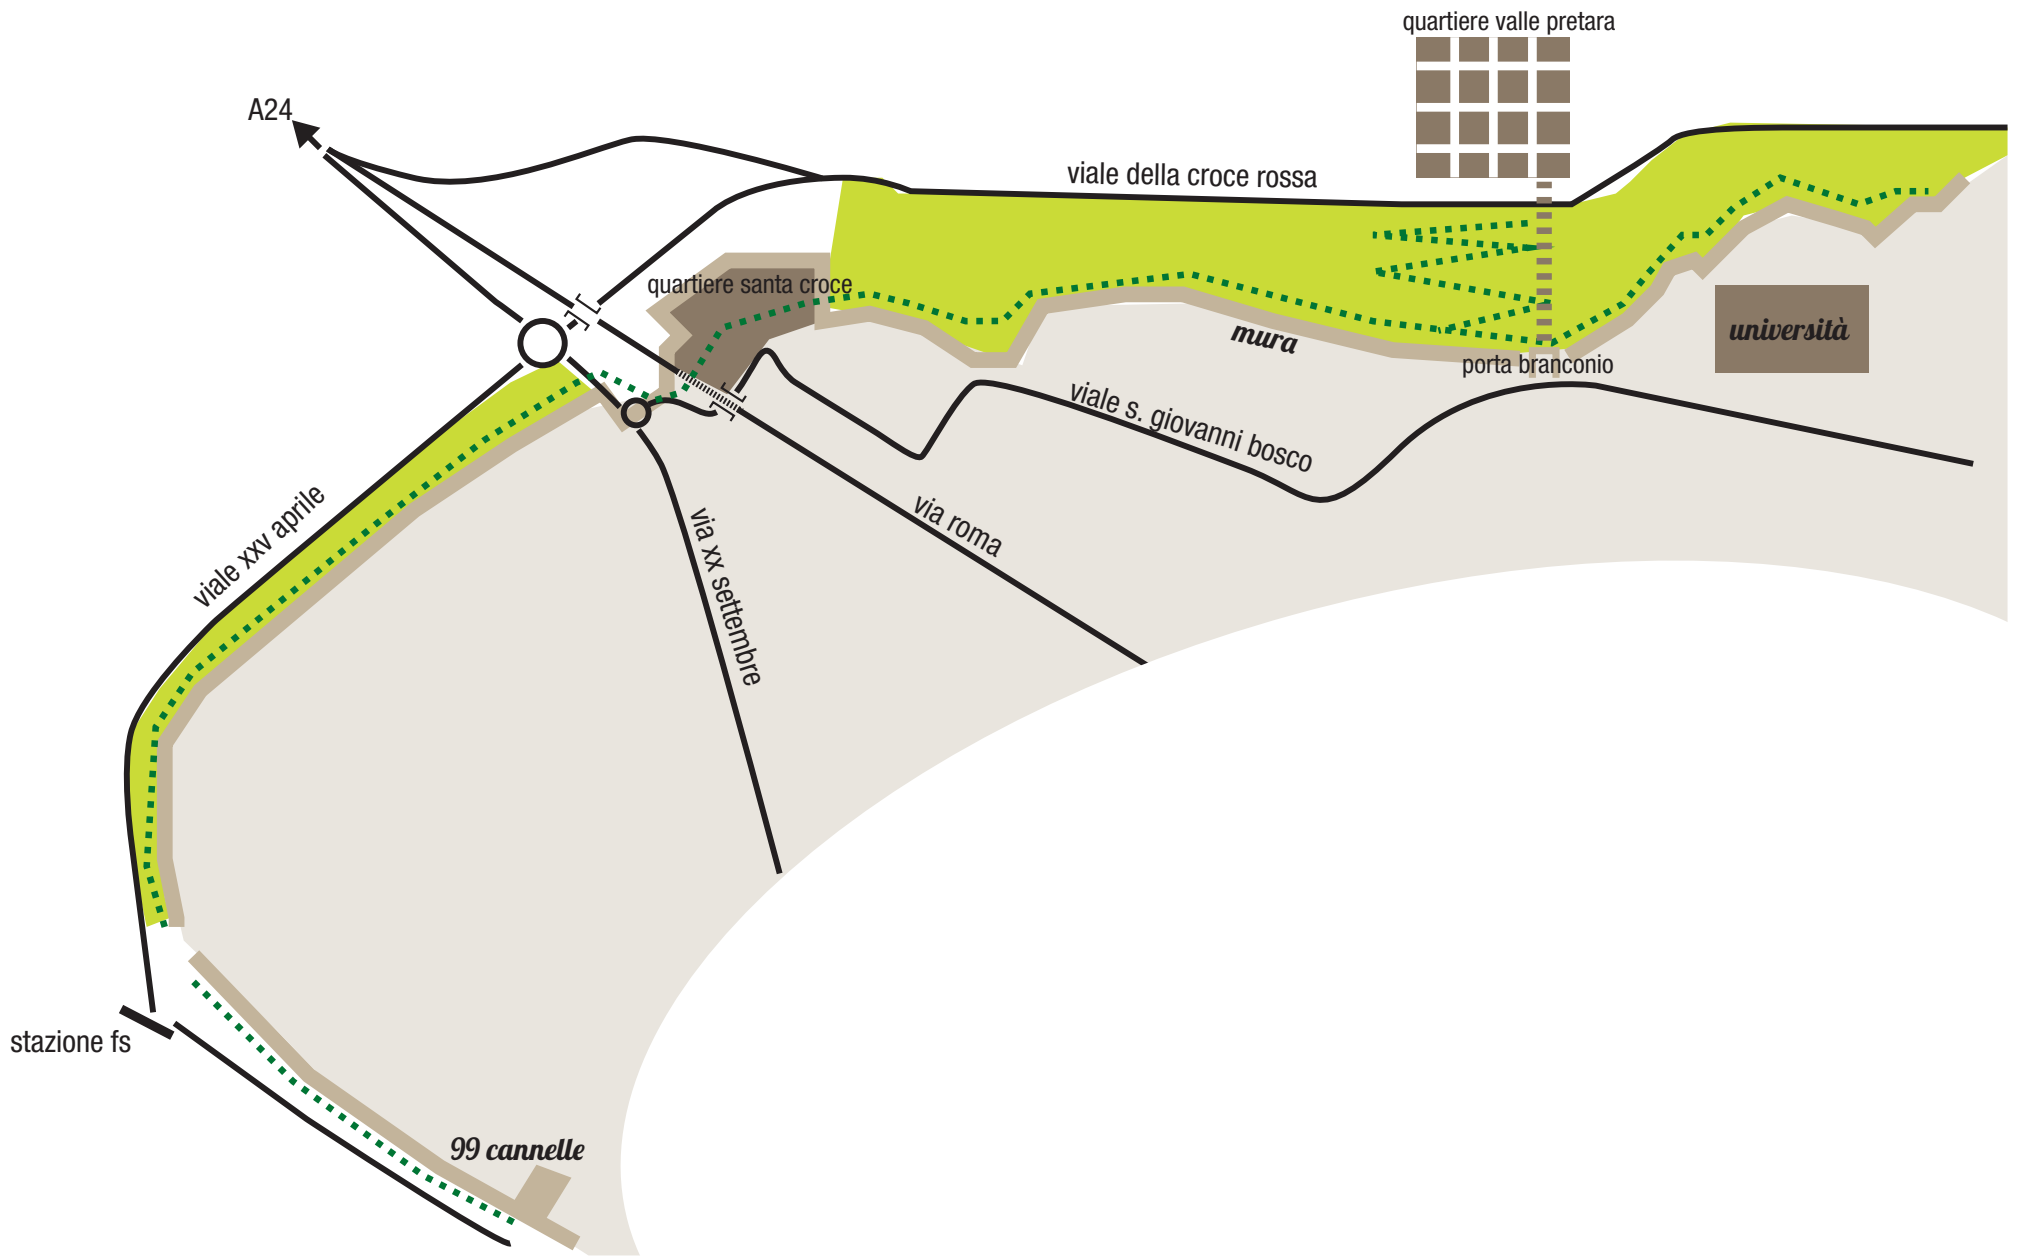 quartiere valle pretara
A24
viale della croce rossa
quartiere santa croce
mura
università
porta branconio
viale s. giovanni bosco
viale xxv aprile
via roma
via xx settembre
stazione fs
99 cannelle